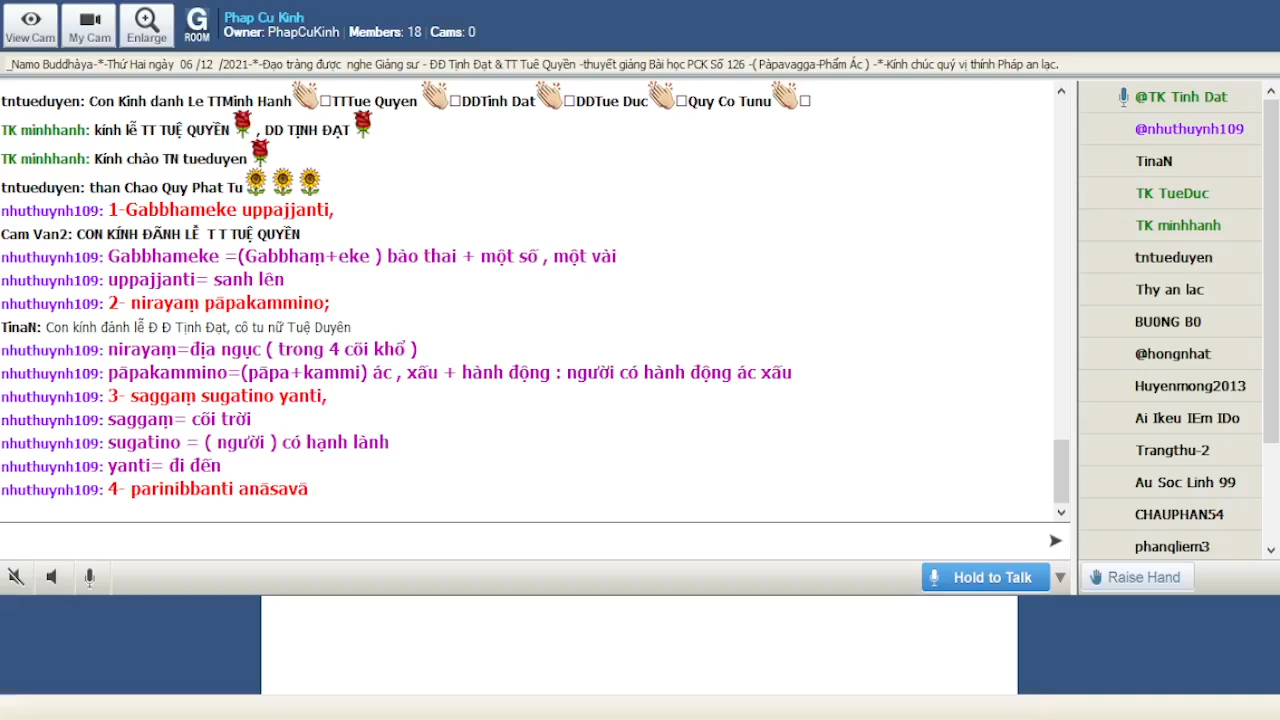 View Cam
My Cam
Enlarge
G
ROOM
Phap Cu Kinh
Owner: PhapCuKinh | Members: 18 | Cams: 0
_Namo Buddhàya-*-Thứ Hai ngày 06 /12 /2021-*-Đạo tràng được nghe Giảng sư - ĐĐ Tịnh Đạt & TT Tuê Quyền -thuyết giảng Bài học PCK Số 126 -( Pàpavagga-Phẩm Ác ) -*-Kính chúc quý vị thính Pháp an lạc.
tntueduyen: Con Kinh danh Le TTMinh Hanh TTTue Quyen DDTinh Dat DDTue Duc Quy Co Tunu
TK minhhanh: kính lễ TT TUỆ QUYỀN , DD TỊNH ĐẠT
TK minhhanh: Kính chào TN tueduyen
tntueduyen: than Chao Quy Phat Tu
nhuthuynh109: 1-Gabbhameke uppajjanti,
Cam Van2: CON KÍNH ĐÃNH LỄ T T TUỆ QUYỀN
nhuthuynh109: Gabbhameke =(Gabbhaṃ+eke ) bào thai + một số , một vài
nhuthuynh109: uppajjanti= sanh lên
nhuthuynh109: 2- nirayaṃ pāpakammino;
TinaN: Con kính đảnh lễ Đ Đ Tịnh Đạt, cô tu nữ Tuệ Duyên
nhuthuynh109: nirayaṃ=địa ngục ( trong 4 cõi khổ )
nhuthuynh109: pāpakammino=(pāpa+kammi) ác , xấu + hành động : người có hành động ác xấu
nhuthuynh109: 3- saggaṃ sugatino yanti,
nhuthuynh109: saggaṃ= cõi trời
nhuthuynh109: sugatino = ( người ) có hạnh lành
nhuthuynh109: yanti= đi đến
nhuthuynh109: 4- parinibbanti anāsavā
@TK Tinh Dat
@nhuthuynh109
TinaN
TK TueDuc
TK minhhanh
tntueduyen
Thy an lac
BU0NG B0
@hongnhat
Huyenmong2013
Ai Ikeu IEm IDo
Trangthu-2
Au Soc Linh 99
CHAUPHAN54
phanqliem3
Hold to Talk
Raise Hand